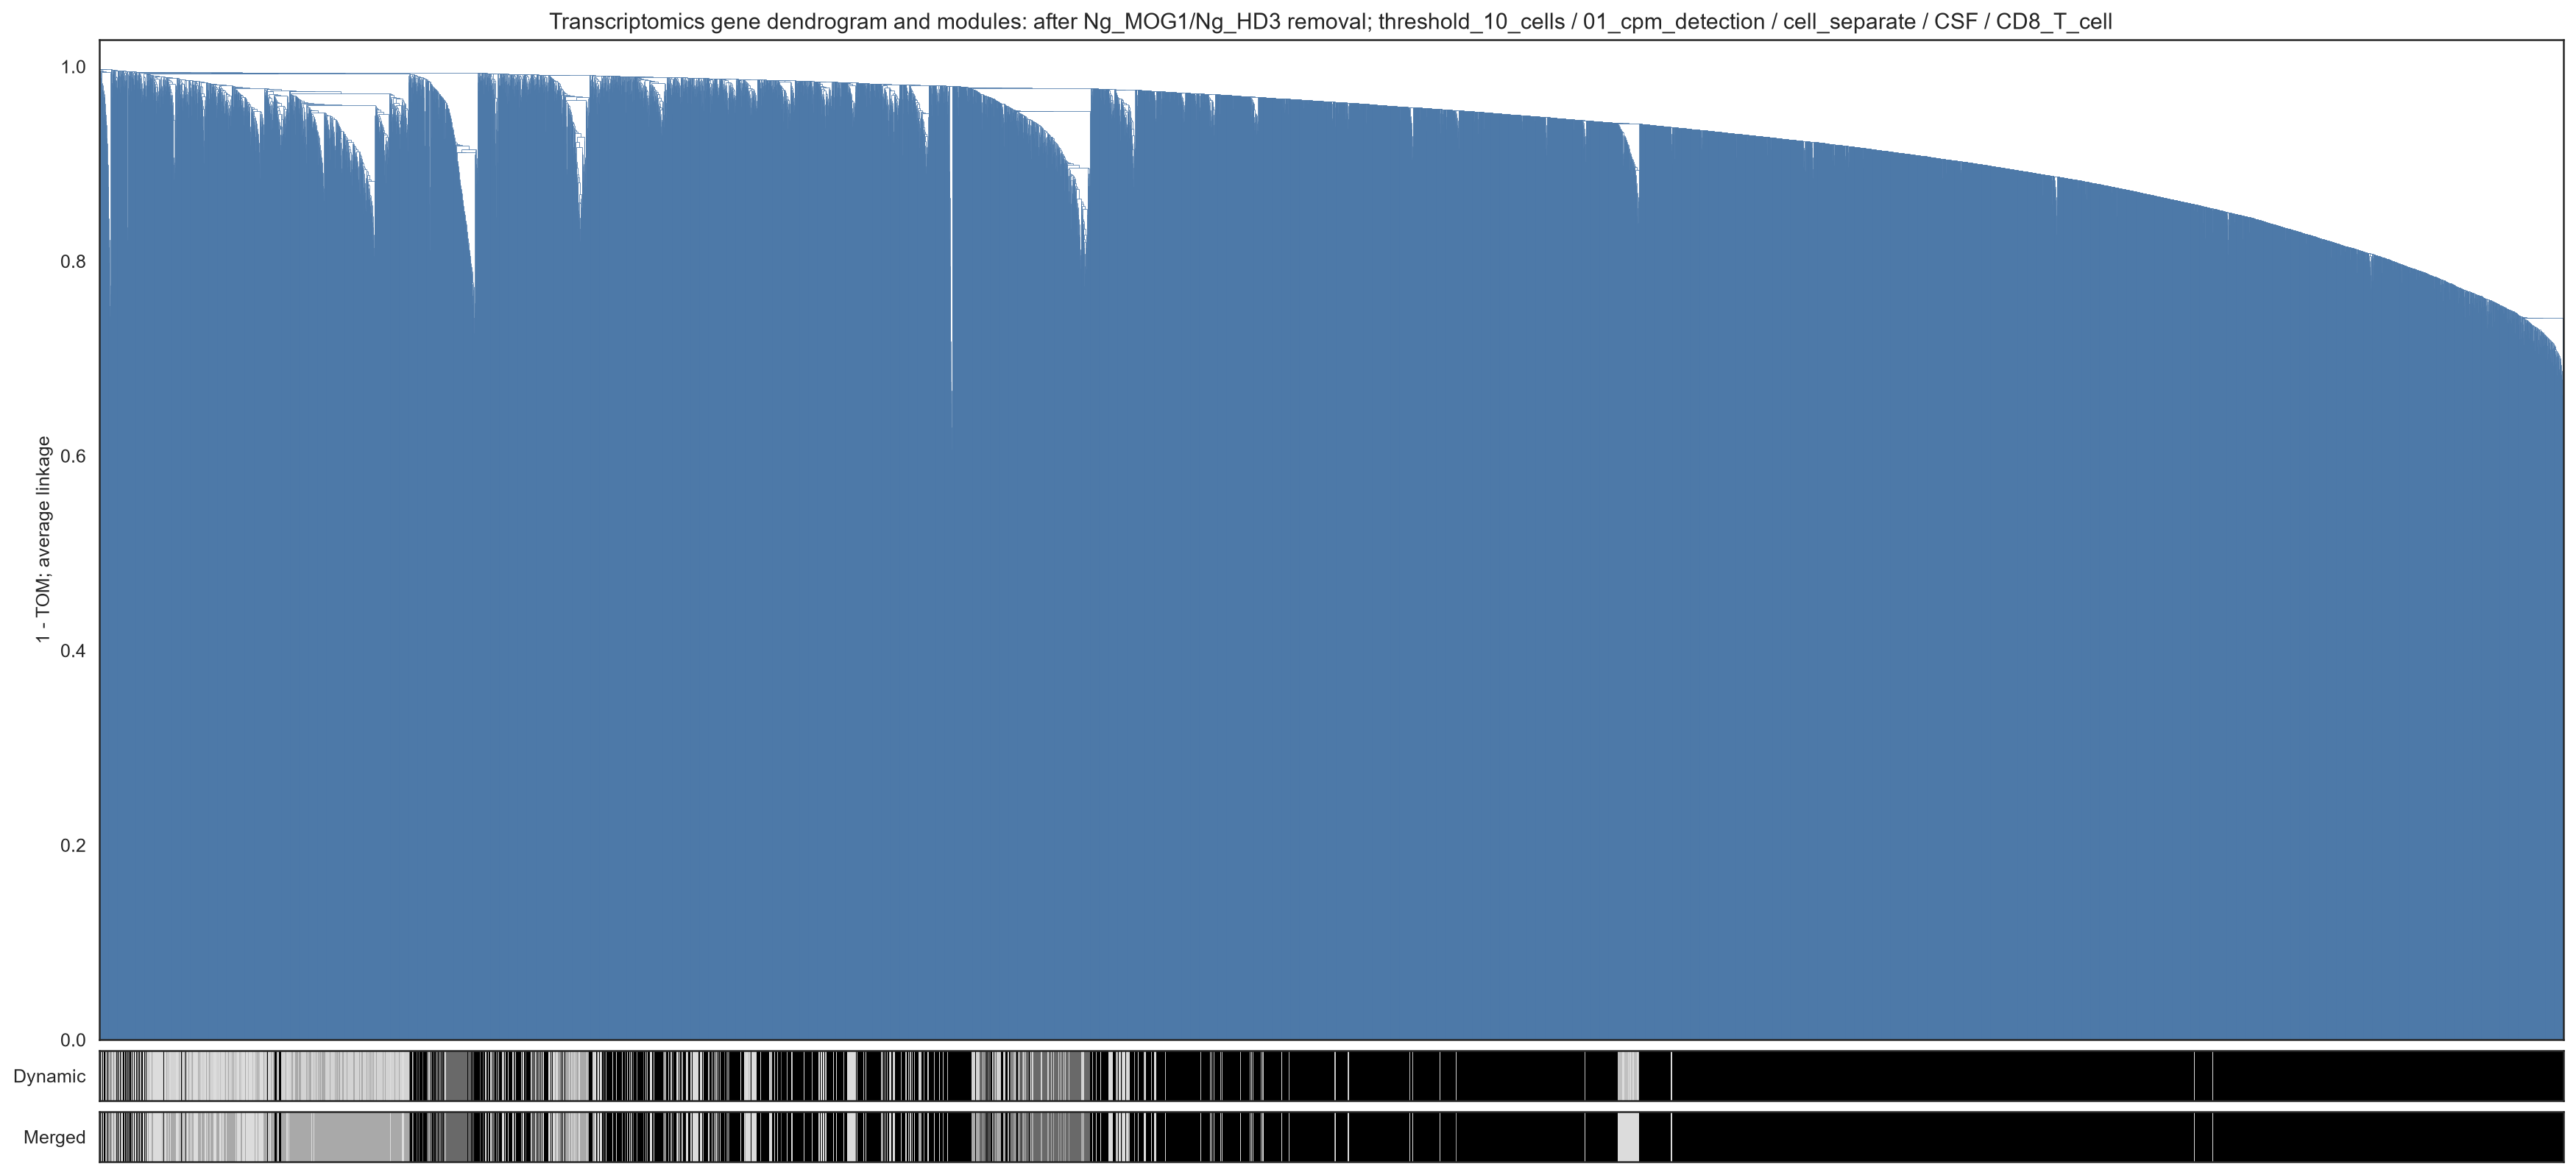 Transcriptomics gene dendrogram and modules: after Ng_MOG1/Ng_HD3 removal; threshold_10_cells / 01_cpm_detection / cell_separate / CSF / CD8_T_cell
1.0
0.8
0.6
0.4
0.2
0.0
1 - TOM; average linkage
Dynamic
Merged